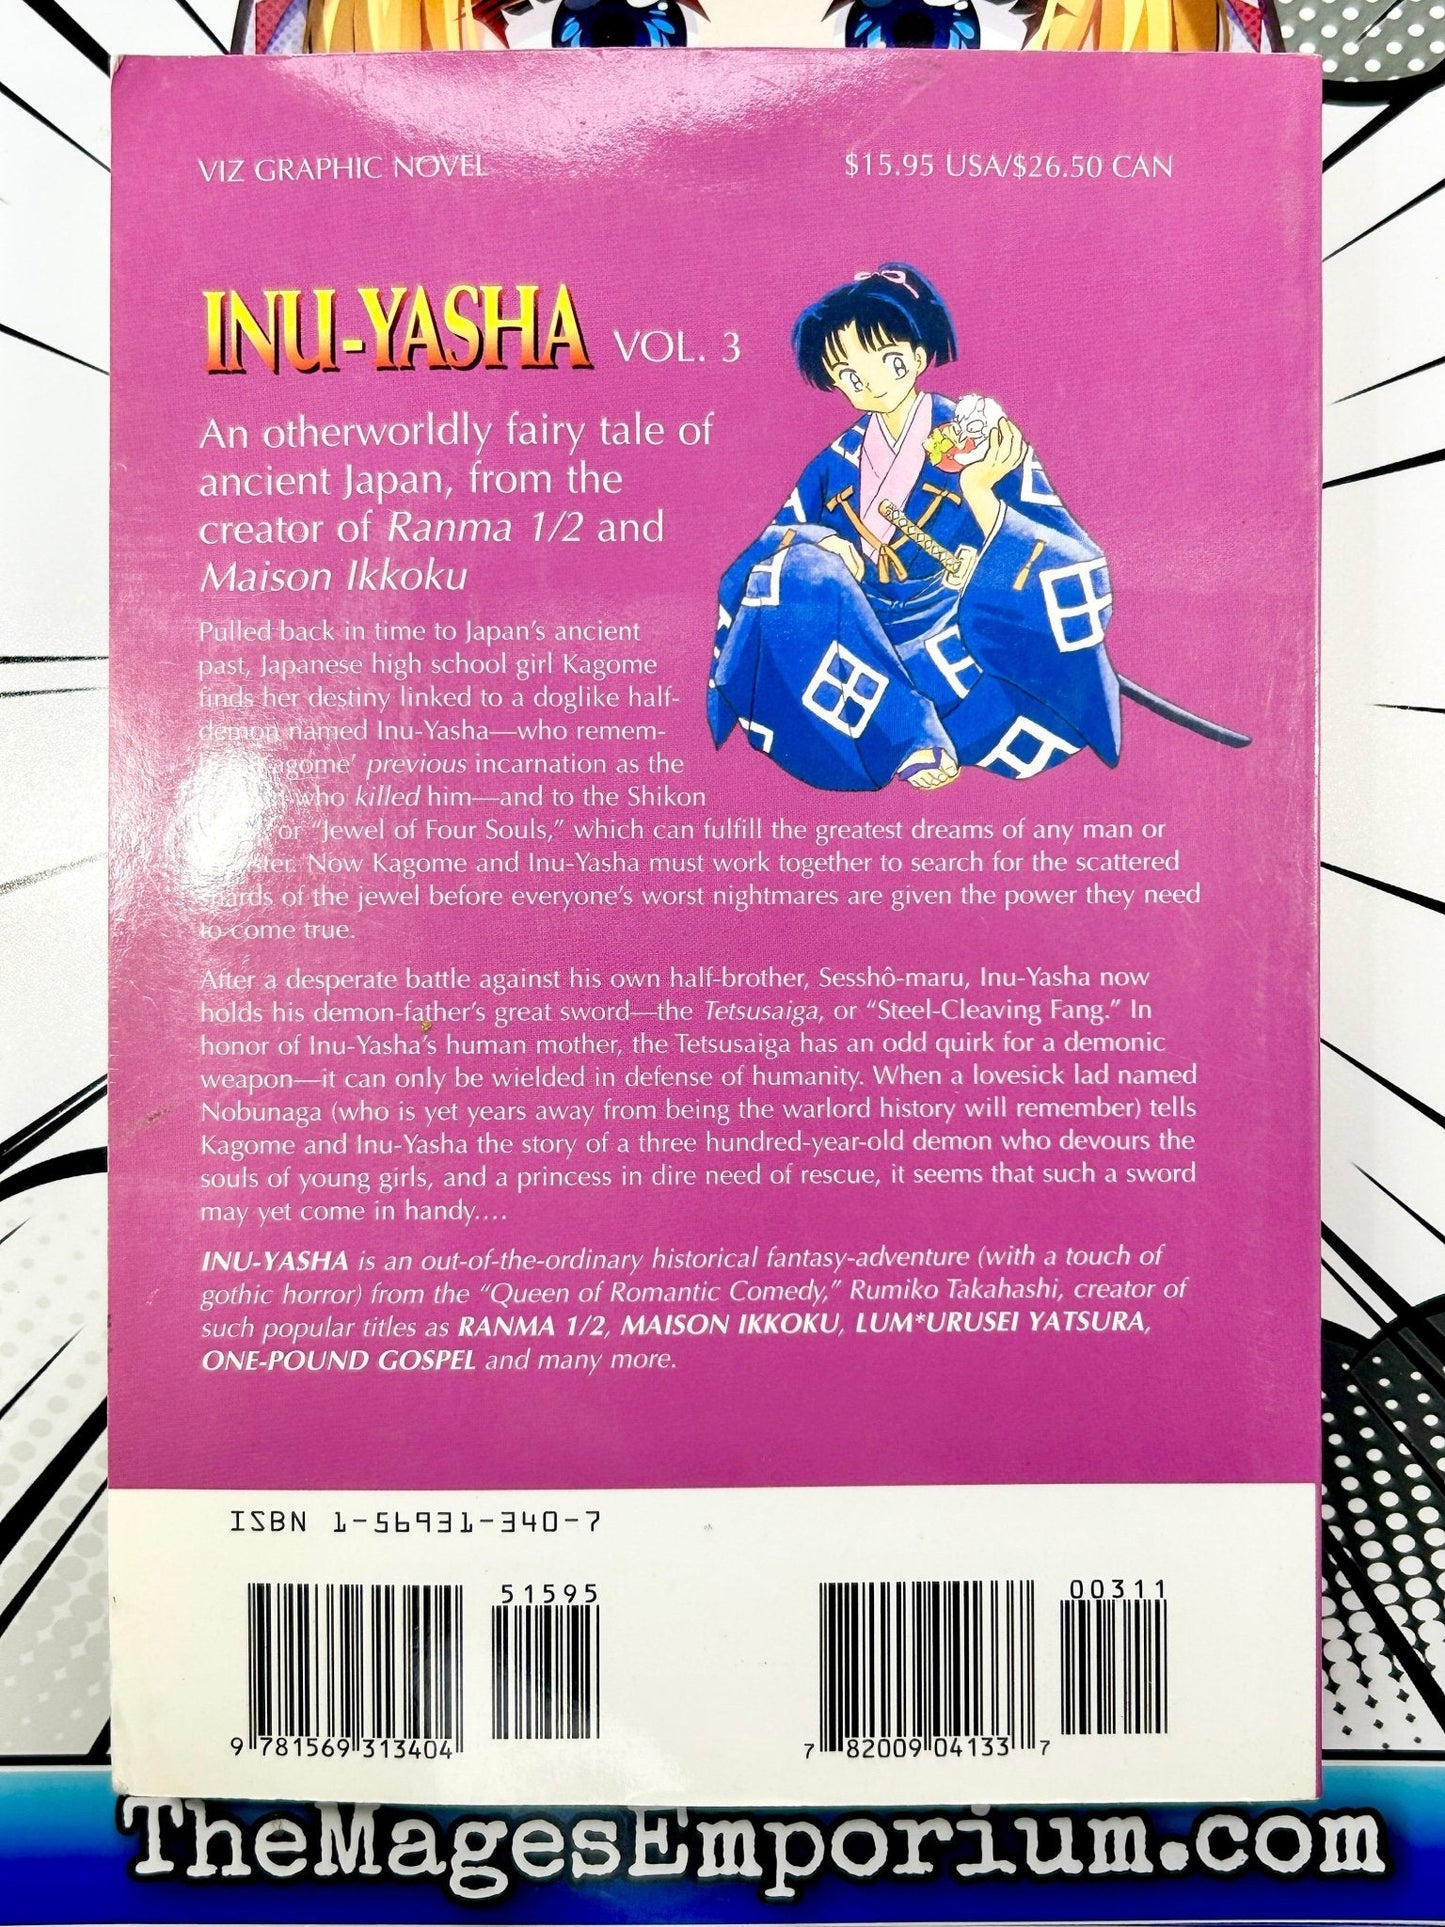 VIZ GRAPHIC NOVEL
$15.95 USA/$26.50 CAN
INU-YASHA VOL. 3
An otherworldly fairy tale of
ancient Japan, from the
creator of Ranma 1/2 and
Maison Ikkoku
Pulled back in time to Japan's ancient
past, Japanese high school girl Kagome
finds her destiny linked to a doglike half-
demon named Inu-Yasha—who remem-
Kagome' previous incarnation as the
who killed him—and to the Shikon
or "Jewel of Four Souls," which can fulfill the greatest dreams of any man or
Now Kagome and Inu-Yasha must work together to search for the scattered
shards of the jewel before everyone's worst nightmares are given the power they need
to come true.
After a desperate battle against his own half-brother, Sesshô-maru, Inu-Yasha now
holds his demon-father's great sword—the Tetsusaiga, or "Steel-Cleaving Fang." In
honor of Inu-Yasha's human mother, the Tetsusaiga has an odd quirk for a demonic
weapon—it can only be wielded in defense of humanity. When a lovesick lad named
Nobunaga (who is yet years away from being the warlord history will remember) tells
Kagome and Inu-Yasha the story of a three hundred-year-old demon who devours the
souls of young girls, and a princess in dire need of rescue, it seems that such a sword
may yet come in handy....
INU-YASHA is an out-of-the-ordinary historical fantasy-adventure (with a touch of
gothic horror) from the "Queen of Romantic Comedy," Rumiko Takahashi, creator of
such popular titles as RANMA 1/2, MAISON IKKOKU, LUM*URUSEI YATSURA,
ONE-POUND GOSPEL and many more.
ISBN 1-56931-340-7
51595
00311
9 781569 313404
7 82009 04133 7
TheMagesEmporium.com